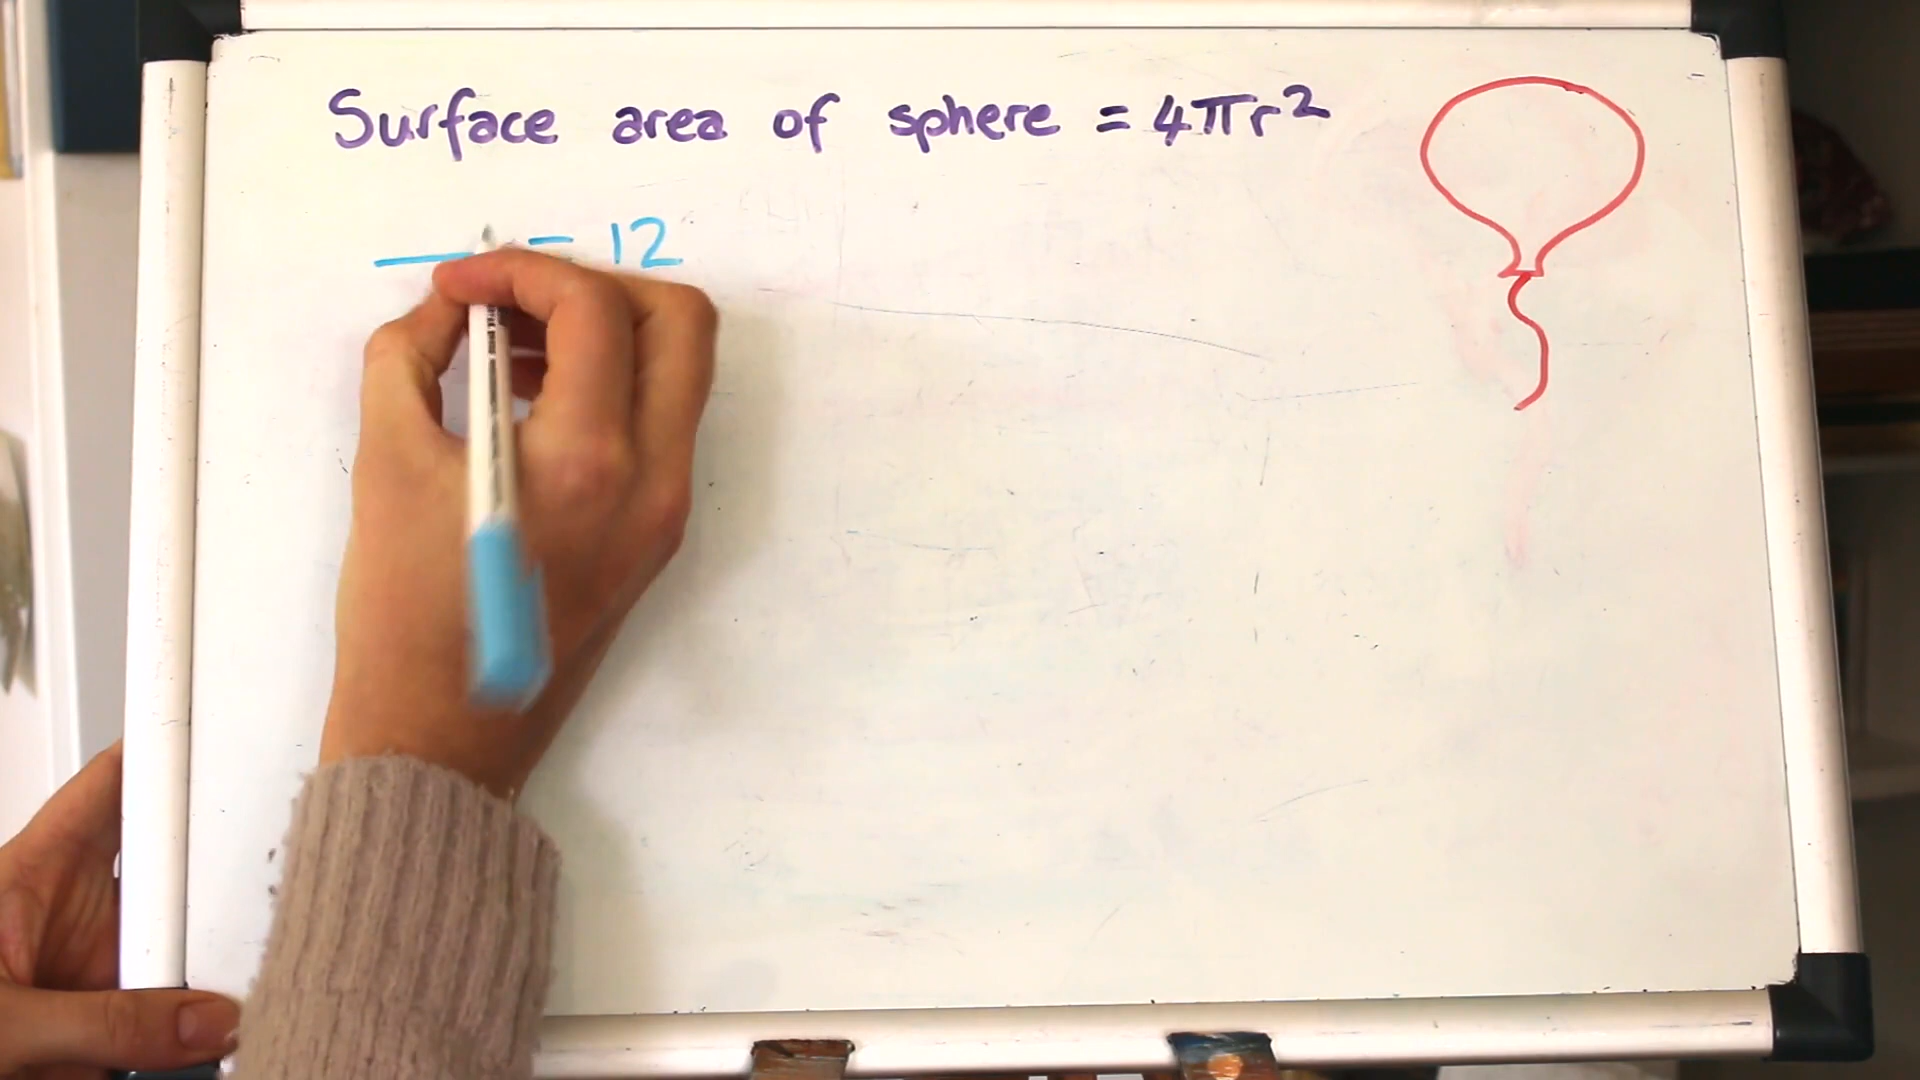 Surface area of sphere = 4πr²
= 12